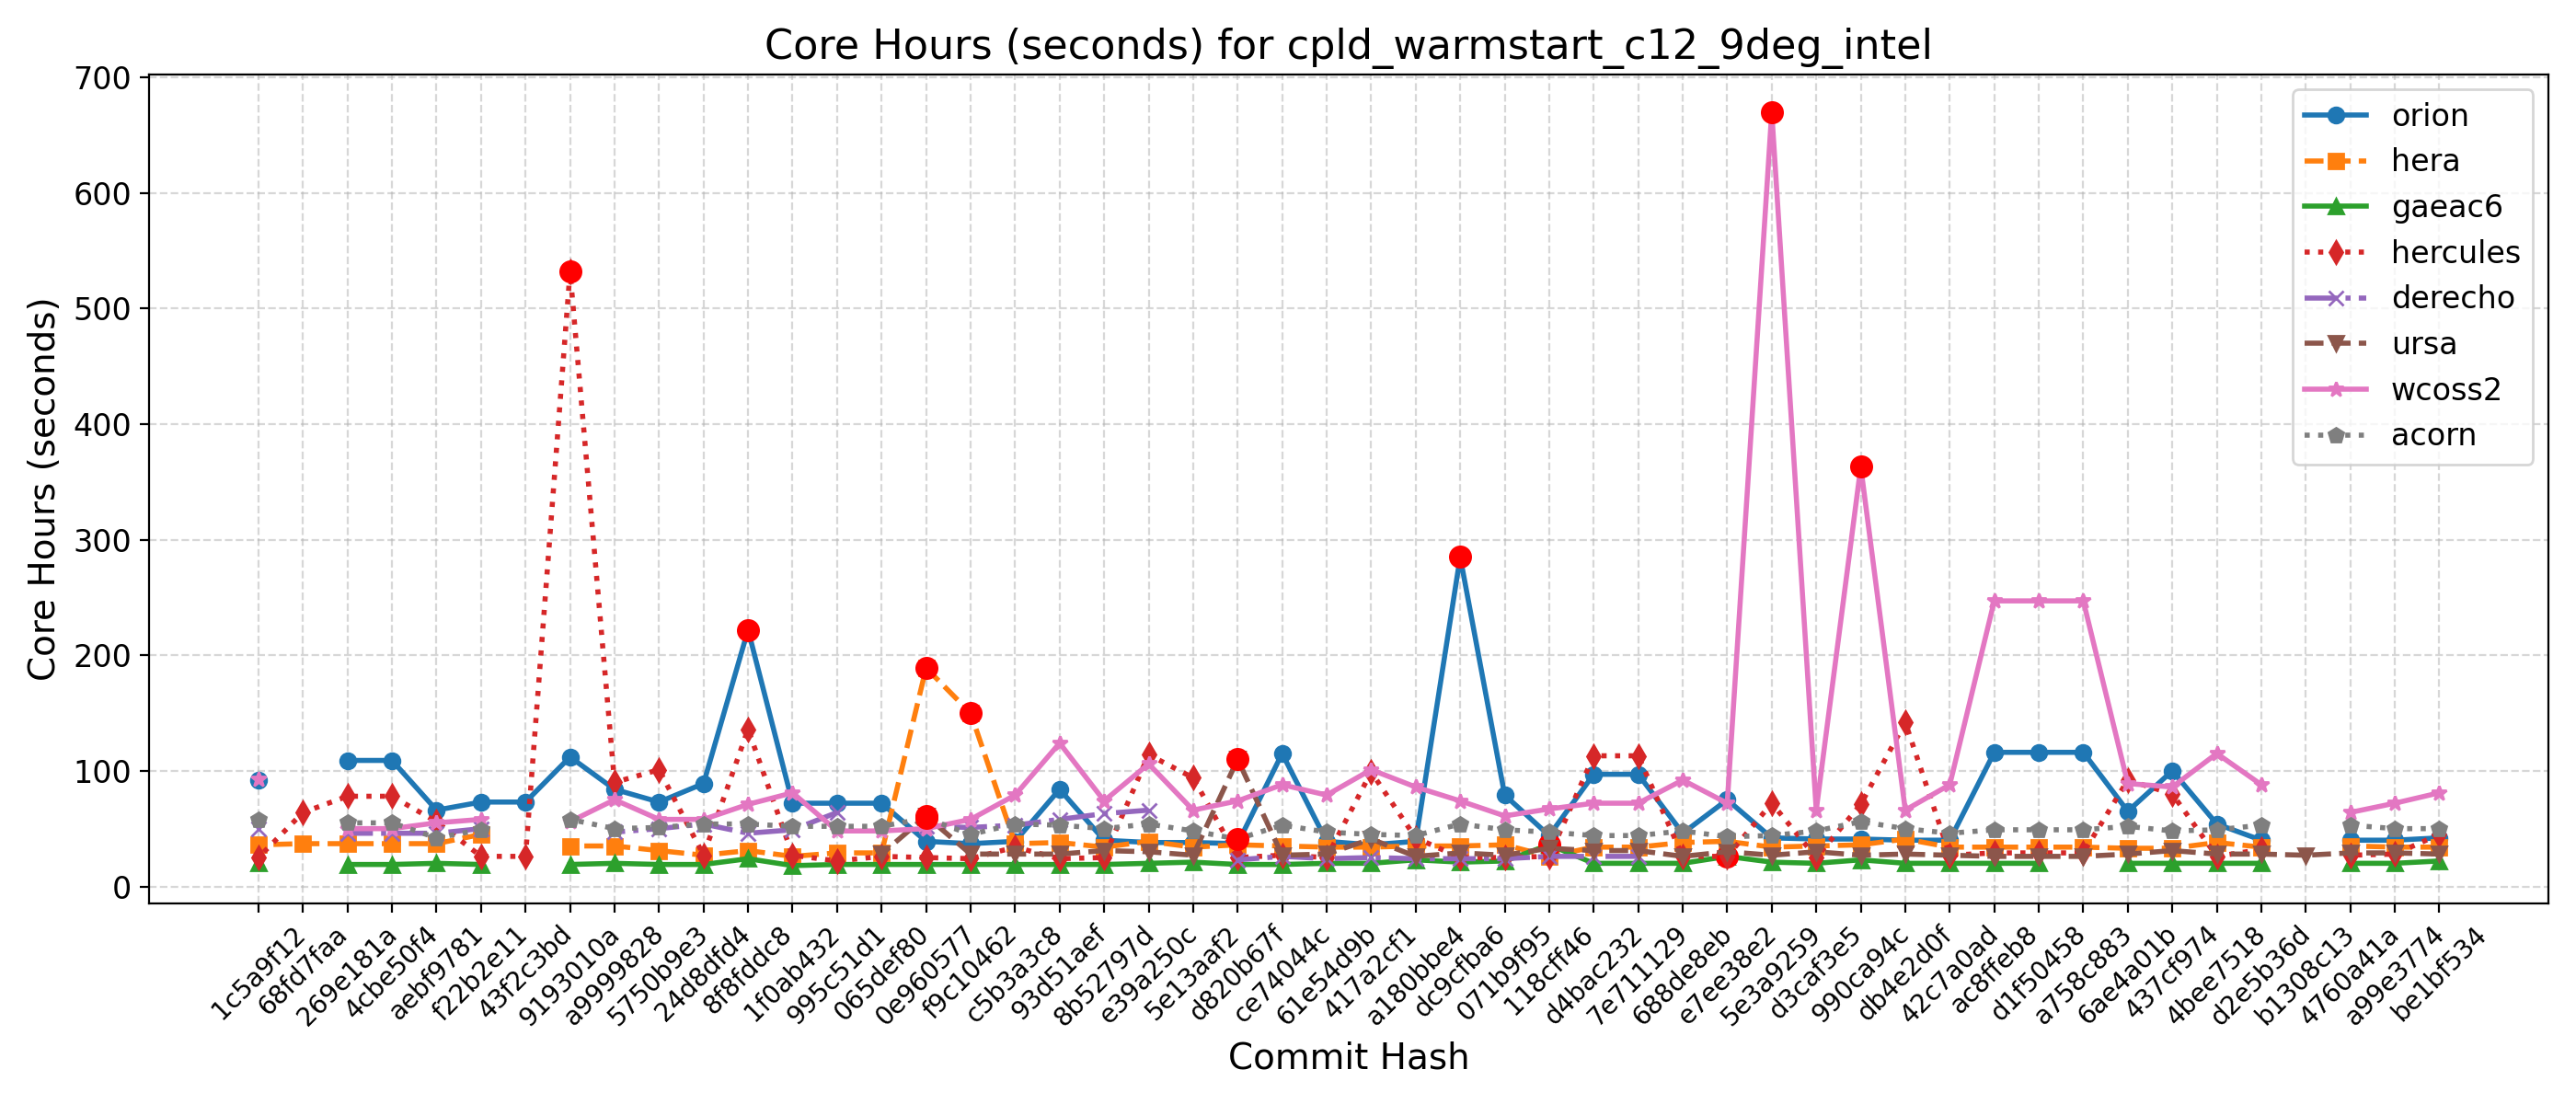 Core Hours (seconds) for cpld_warmstart_c12_9deg_intel
Core Hours (seconds)
700
600
500
400
300
200
100
0
orion
hera
gaeac6
hercules
derecho
ursa
wcoss2
acorn
1c5a9f12
68fd7faa
269e181a
4cbe50f4
aebf9781
f22b2e11
43f2c3bd
9193010a
a9999828
5750b9e3
24d8dfd4
8f8fddc8
1f0ab432
995c51d1
065def80
0e960577
f9c10462
c5b3a3c8
93d51aef
8b52797d
e39a250c
5e13aaf2
d820b67f
ce74044c
61e54d9b
417a2cf1
a180bbe4
dc9cfba6
071b9f95
118cff46
d4bac232
7e711129
688de8eb
e7ee38e2
5e3a9259
d3caf3e5
990ca94c
db4e2d0f
42c7a0ad
ac8ffeb8
d1f50458
a758c883
6ae4a01b
437cf974
4bee7518
d2e5b36d
b1308c13
4760a41a
a99e3774
be1bf534
Commit Hash